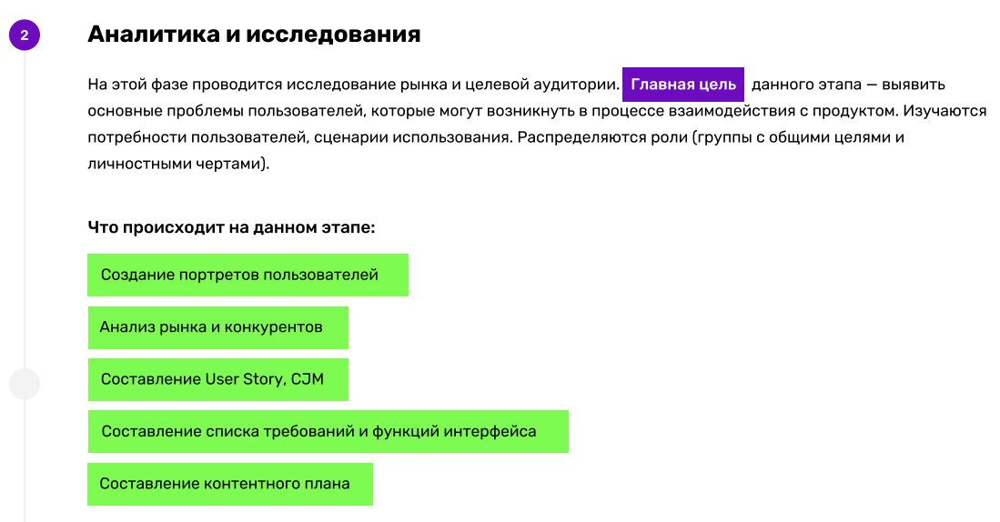 2
Аналитика и исследования
На этой фазе проводится исследование рынка и целевой аудитории. Главная цель данного этапа — выявить
основные проблемы пользователей, которые могут возникнуть в процессе взаимодействия с продуктом. Изучаются
потребности пользователей, сценарии использования. Распределяются роли (группы с общими целями и
личностными чертами).
Что происходит на данном этапе:
Создание портретов пользователей
Анализ рынка и конкурентов
Составление User Story, CJM
Составление списка требований и функций интерфейса
Составление контентного плана